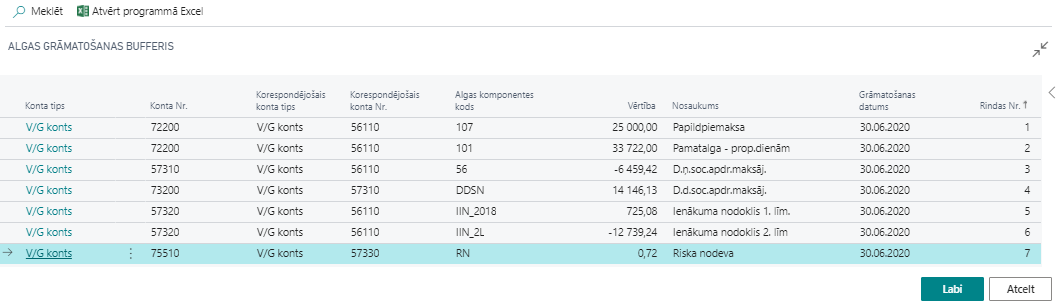 Meklēt Atvērt programmā Excel
ALGAS GRĀMATOŠANAS BUFFERIS
Konta tips Konta Nr. Korespondējošais konta tips Korespondējošais konta Nr. Algas komponentes kods Vērtība Nosaukums Grāmatošanas datums Rindas Nr. ↑
V/G konts 72200 V/G konts 56110 107 25 000,00 Papildpiemaksa 30.06.2020 1
V/G konts 72200 V/G konts 56110 101 33 722,00 Pamatalga - prop.dienām 30.06.2020 2
V/G konts 57310 V/G konts 56110 56 -6 459,42 D.ņ.soc.apdr.maksāj. 30.06.2020 3
V/G konts 73200 V/G konts 57310 DDSN 14 146,13 D.d.soc.apdr.maksāj. 30.06.2020 4
V/G konts 57320 V/G konts 56110 IIN_2018 725,08 Ienākuma nodoklis 1. līm. 30.06.2020 5
V/G konts 57320 V/G konts 56110 IIN_2L -12 739,24 Ienākuma nodoklis 2. līm 30.06.2020 6
V/G konts 75510 V/G konts 57330 RN 0,72 Riska nodeva 30.06.2020 7
Labi Atcelt